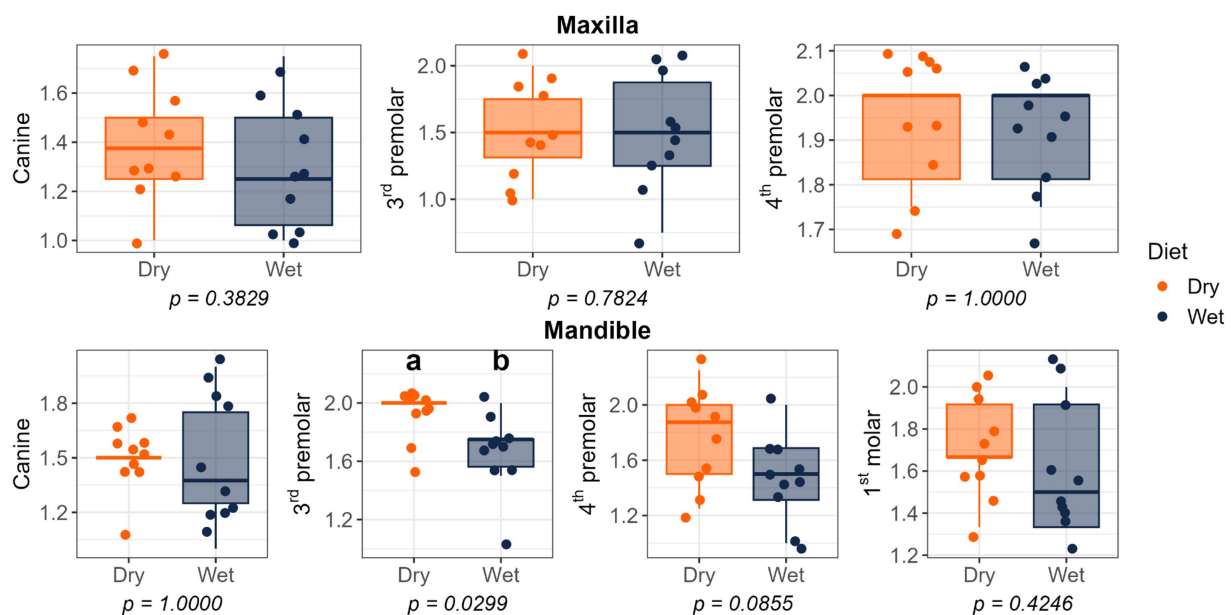 Maxilla
Canine
1.6
1.4
1.2
1.0
Dry Wet
p = 0.3829
3rd premolar
2.0
1.5
1.0
Dry Wet
p = 0.7824
4th premolar
2.1
2.0
1.9
1.8
1.7
Dry Wet
p = 1.0000
Diet
Dry
Wet
Mandible
Canine
1.8
1.5
1.2
Dry Wet
p = 1.0000
3rd premolar
a b
2.0
1.6
1.2
Dry Wet
p = 0.0299
4th premolar
2.0
1.6
1.2
Dry Wet
p = 0.0855
1st molar
2.0
1.8
1.6
1.4
1.2
Dry Wet
p = 0.4246